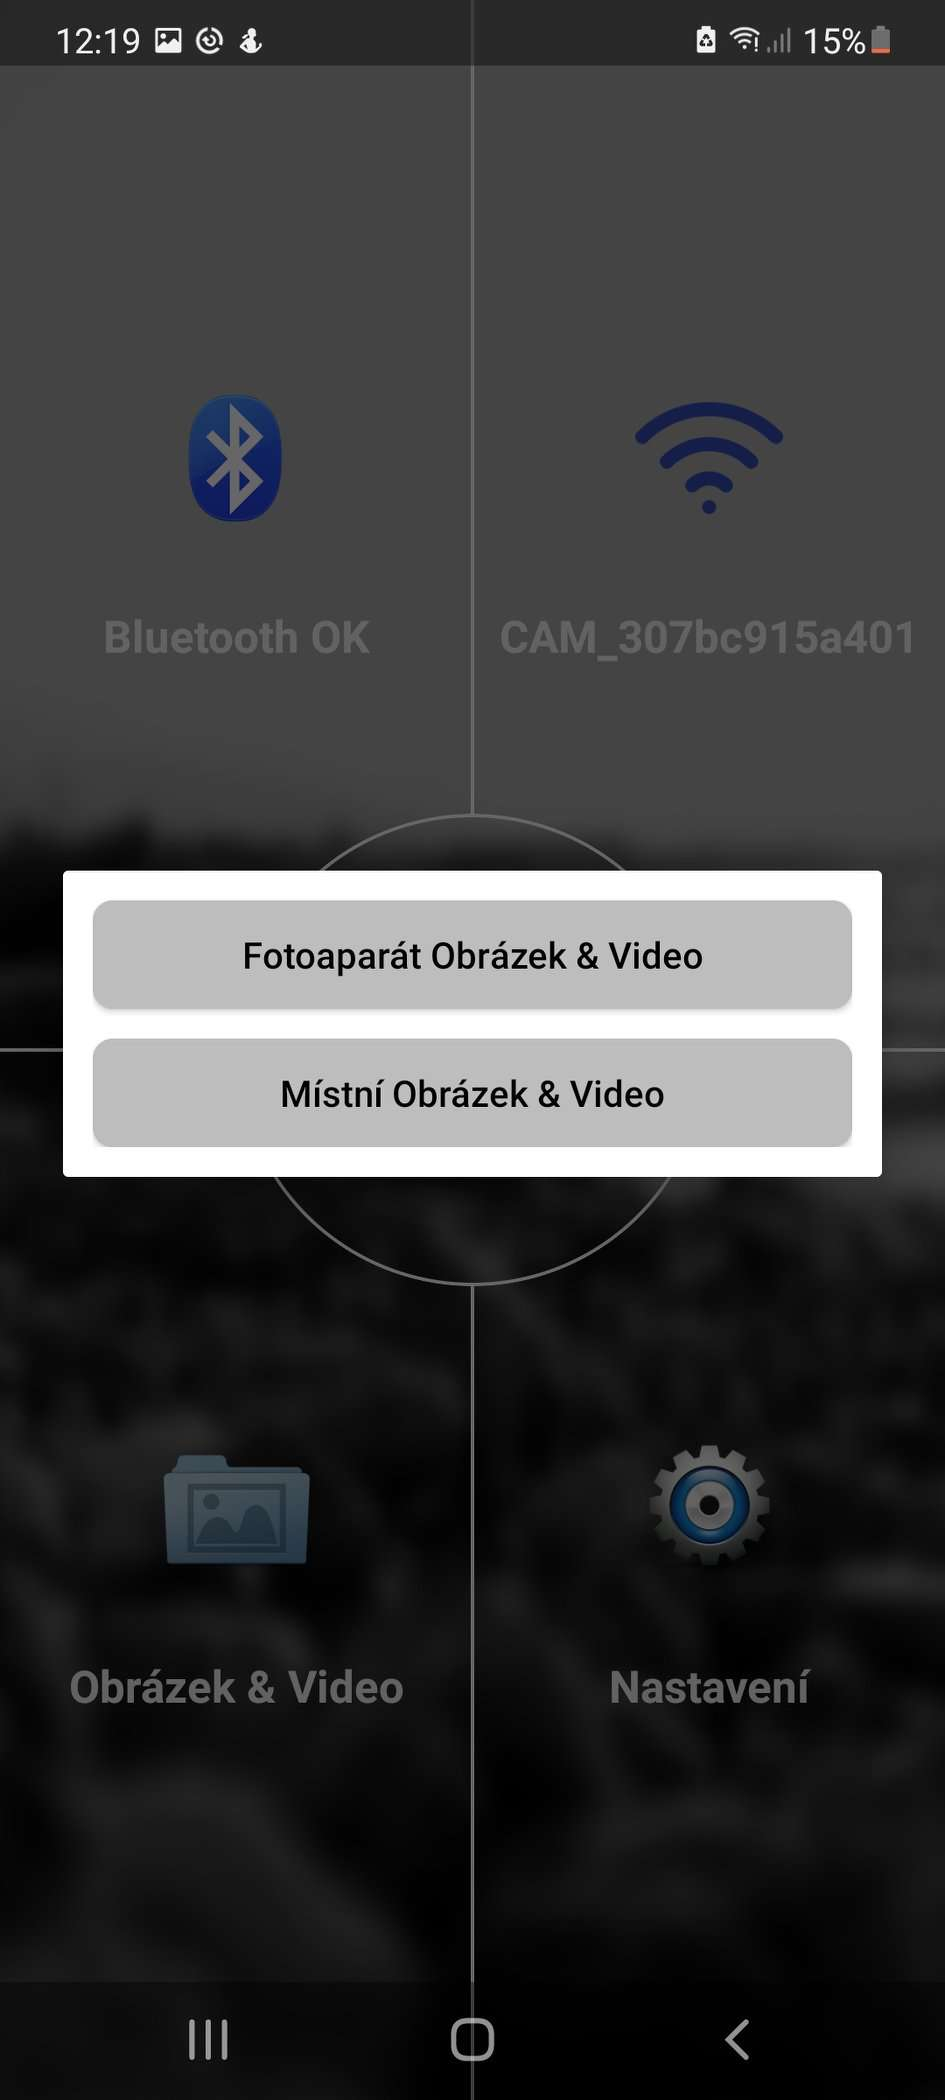 12:19
15%
Bluetooth OK
CAM_307bc915a401
Fotoaparát Obrázek & Video
Místní Obrázek & Video
Obrázek & Video
Nastavení